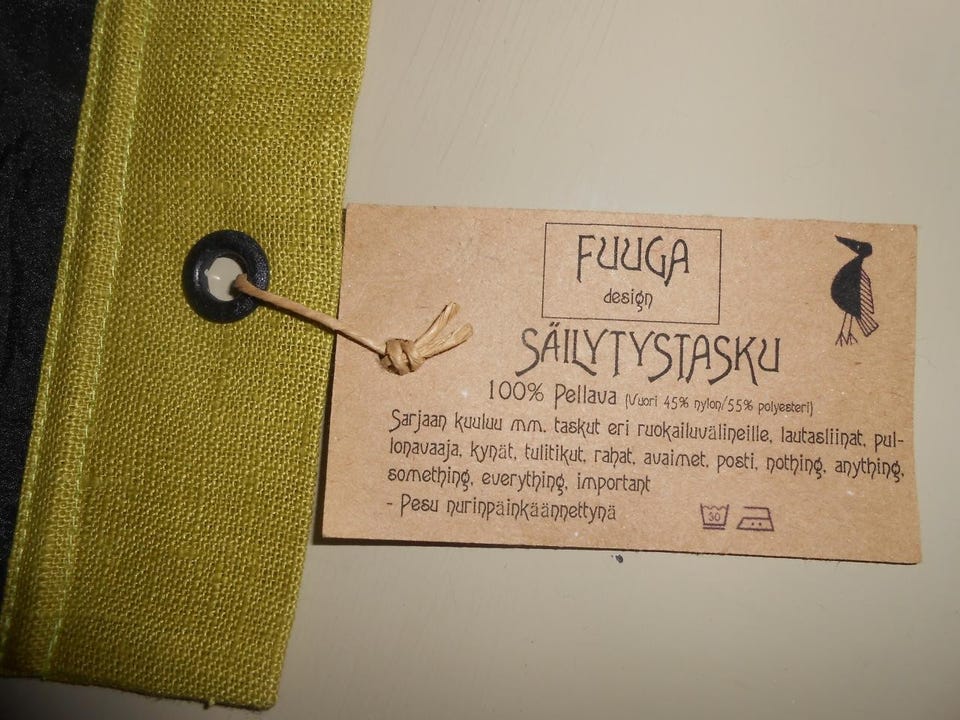 FUUGA
design
SÄILYTYSTASKU
100% Pellava (Vuori 45% nylon/55% polyesteri)
Sarjaan kuuluu mm. taskut eri ruokailuvälineille, lautasliinat, pul-
lonavaaja, kynät, tulitikut, rahat, avaimet, posti, nothing, anything,
something, everything, important
- Pesu nurinpäinkäännettynä
30